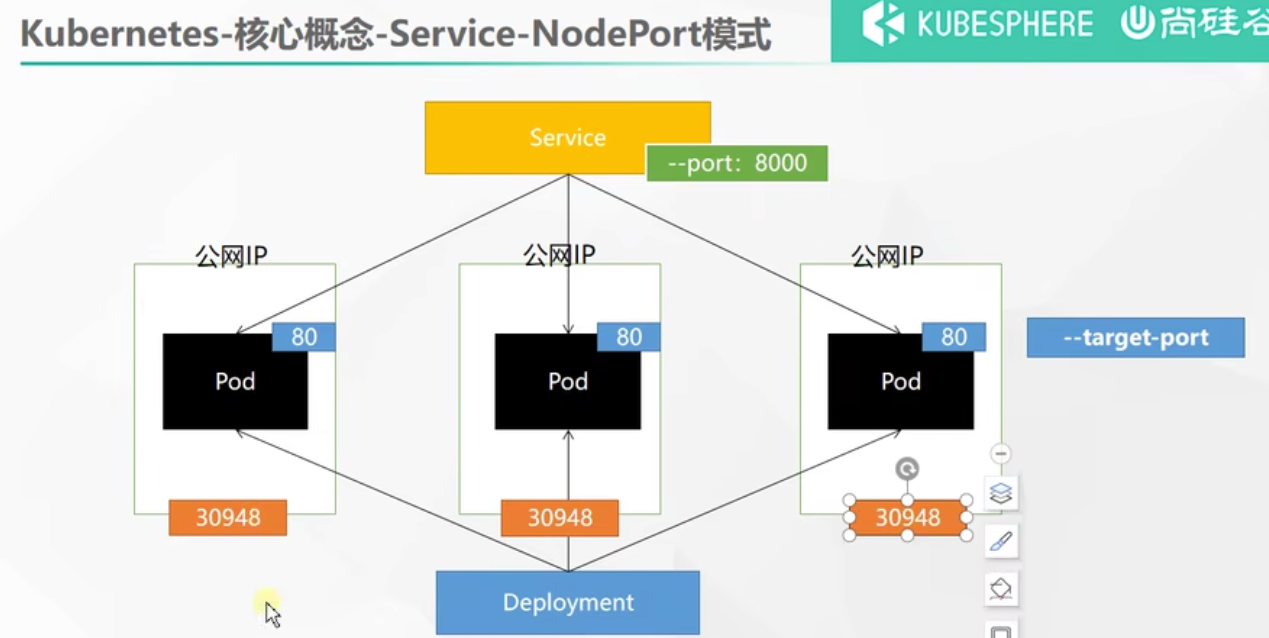 Kubernetes-核心概念-Service-NodePort模式
KUBESPHERE
尚硅谷
Service
--port：8000
公网IP
公网IP
公网IP
80
80
80
--target-port
Pod
Pod
Pod
30948
30948
30948
Deployment